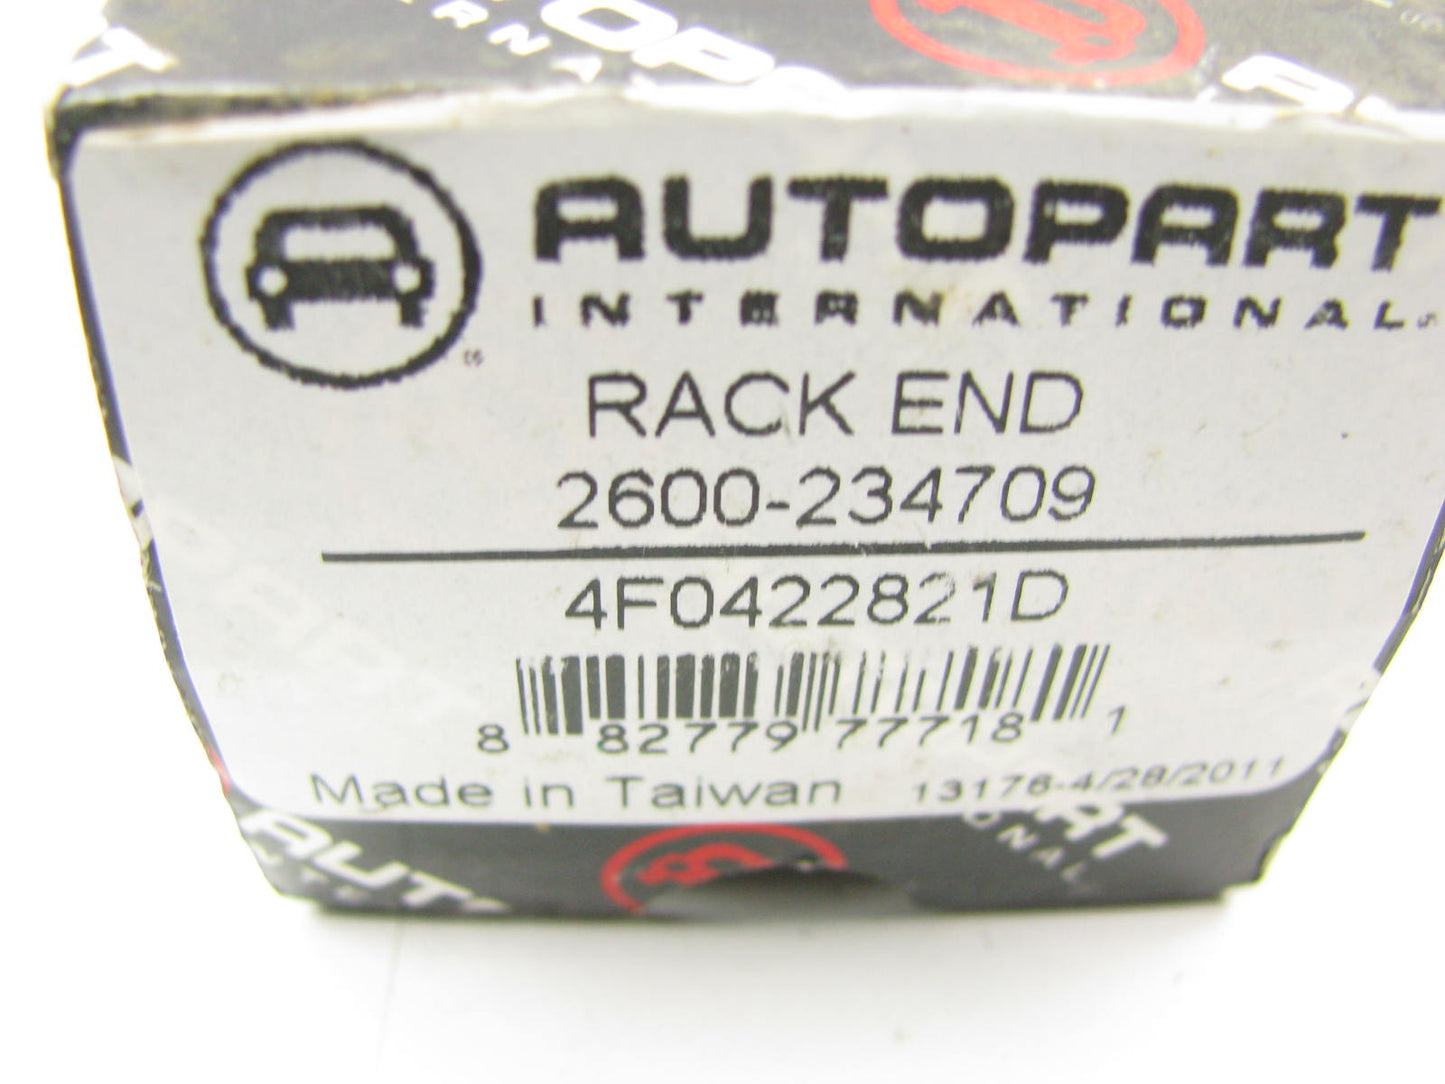 AUTOPART
INTERNATIONAL
RACK END
2600-234709
4F0422821D
8 82779 77718 1
Made in Taiwan 13176-4/28/2011